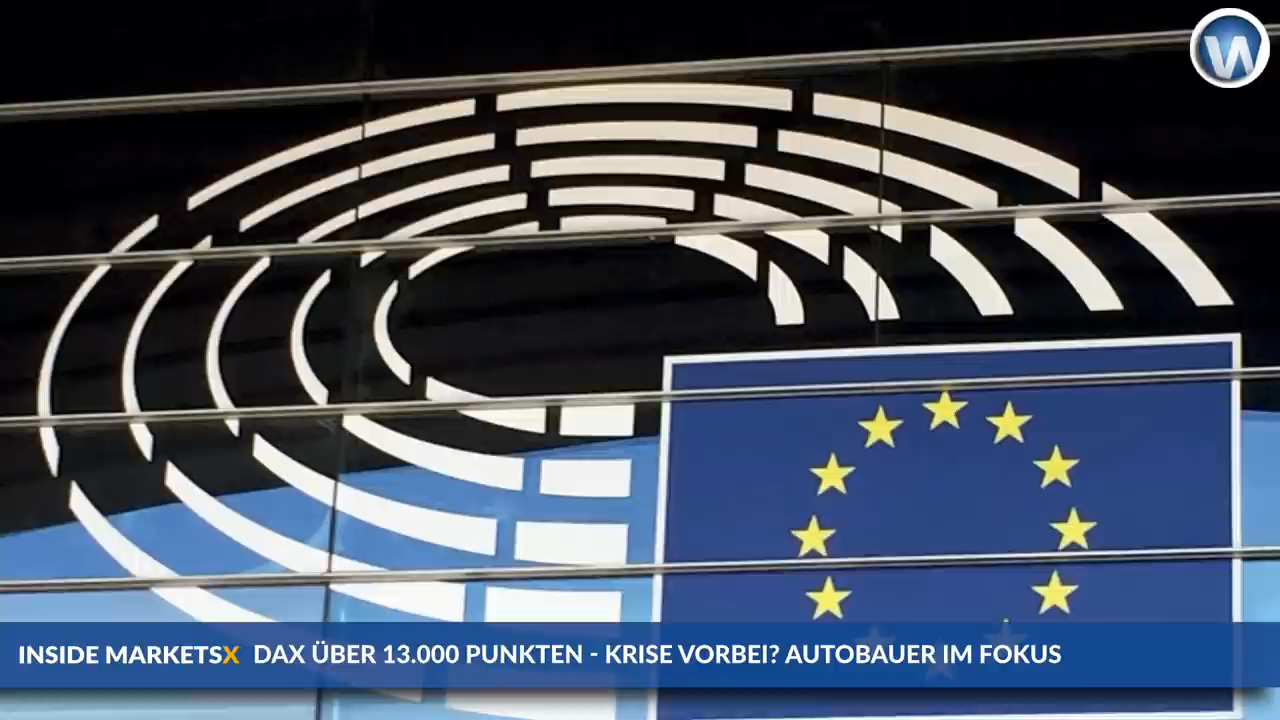 W
INSIDE MARKETSX DAX ÜBER 13.000 PUNKTEN - KRISE VORBEI? AUTOBAUER IM FOKUS